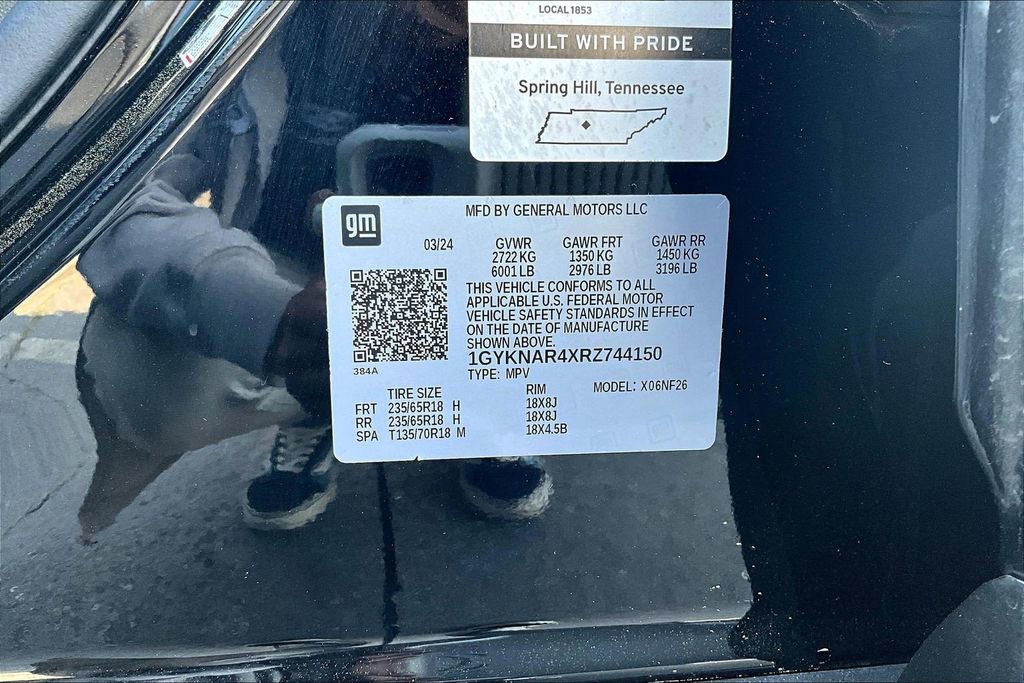 LOCAL 1853
BUILT WITH PRIDE
Spring Hill, Tennessee
gm
MFD BY GENERAL MOTORS LLC
03/24 GVWR GAWR FRT GAWR RR
2722 KG 1350 KG 1450 KG
6001 LB 2976 LB 3196 LB
THIS VEHICLE CONFORMS TO ALL
APPLICABLE U.S. FEDERAL MOTOR
VEHICLE SAFETY STANDARDS IN EFFECT
ON THE DATE OF MANUFACTURE
SHOWN ABOVE.
1GYKNAR4XRZ744150
384A
TYPE: MPV
TIRE SIZE RIM MODEL: X06NF26
FRT 235/65R18 H 18X8J
RR 235/65R18 H 18X8J
SPA T135/70R18 M 18X4.5B